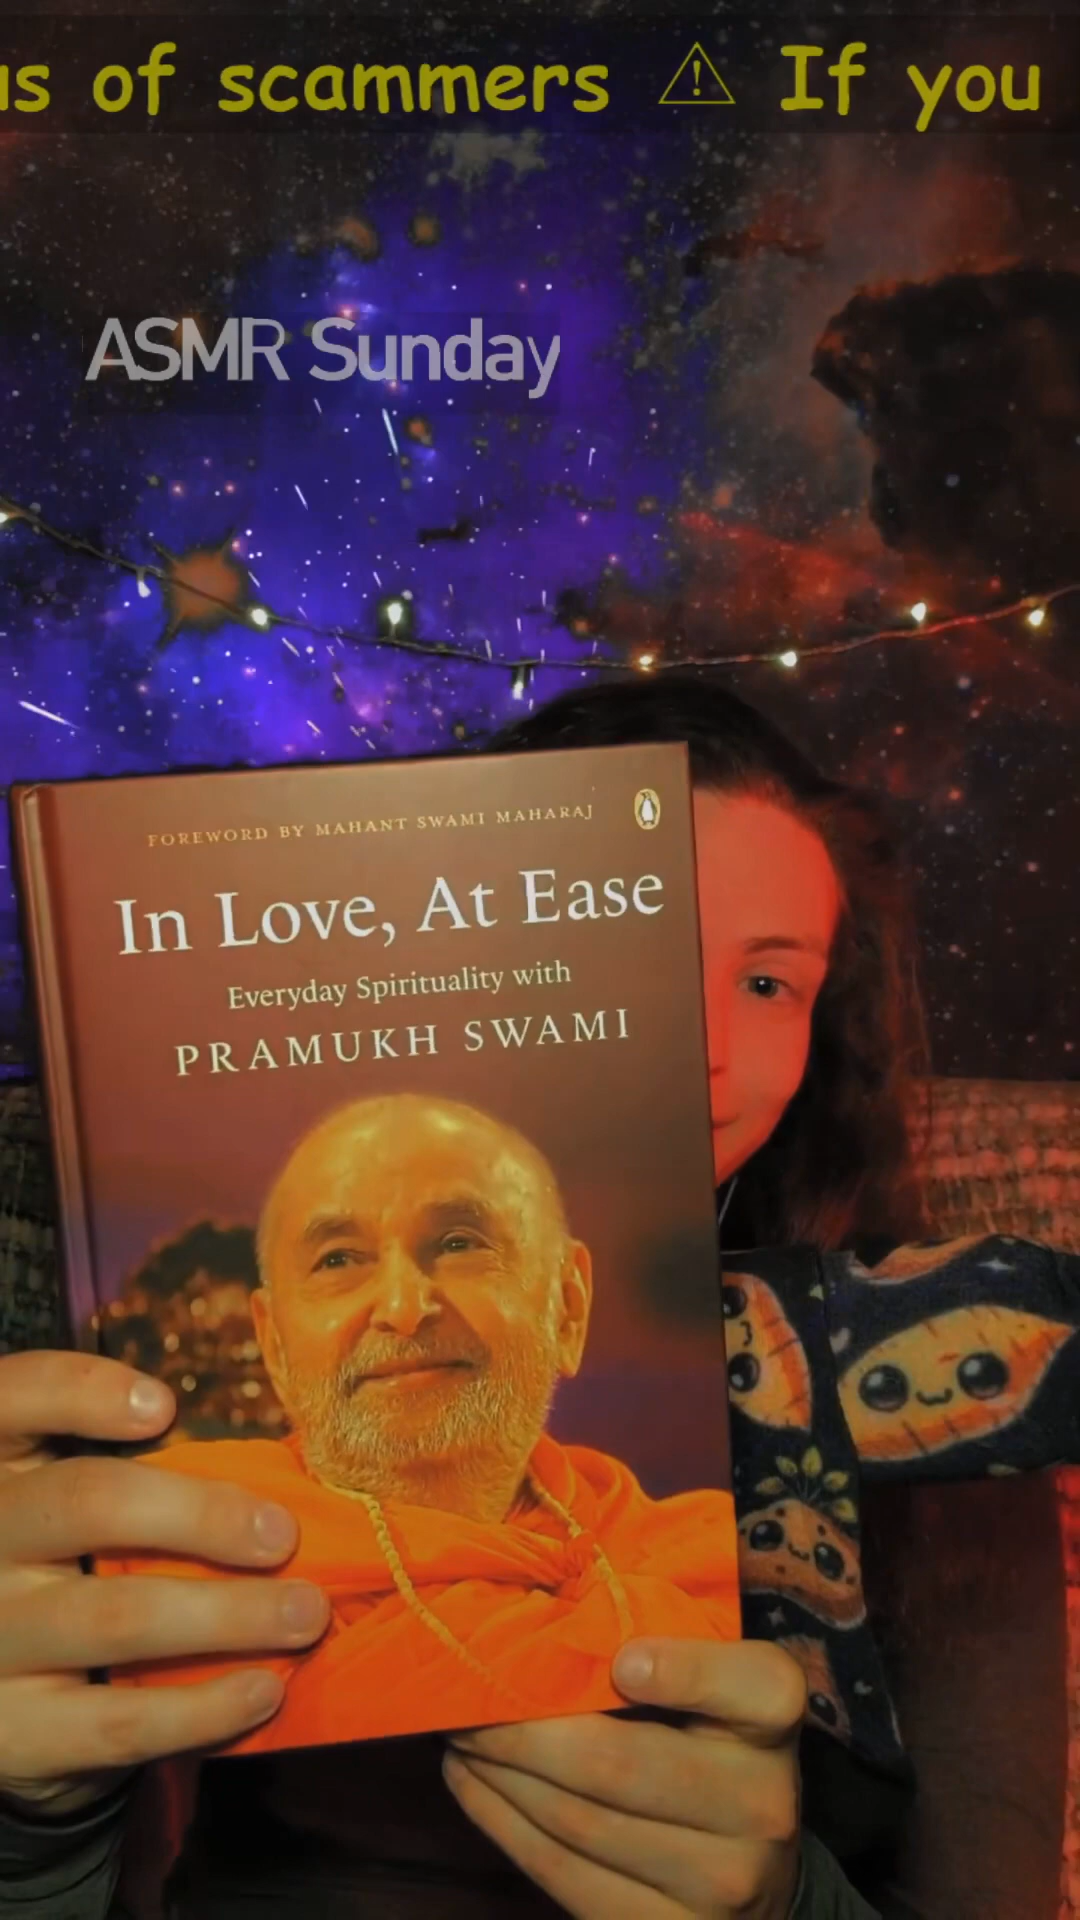 us of scammers ⚠ If you
ASMR Sunday
FOREWORD BY MAHANT SWAMI MAHARAJ
In Love, At Ease
Everyday Spirituality with
PRAMUKH SWAMI